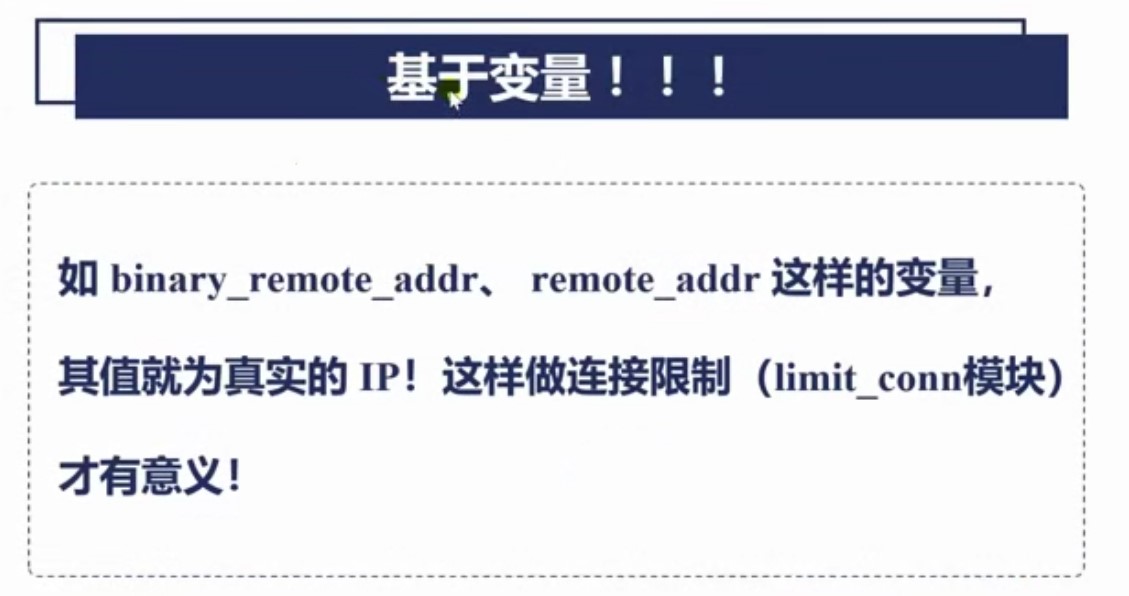 基于变量！！！
如 binary_remote_addr、 remote_addr 这样的变量，
其值就为真实的 IP！这样做连接限制（limit_conn模块）
才有意义！